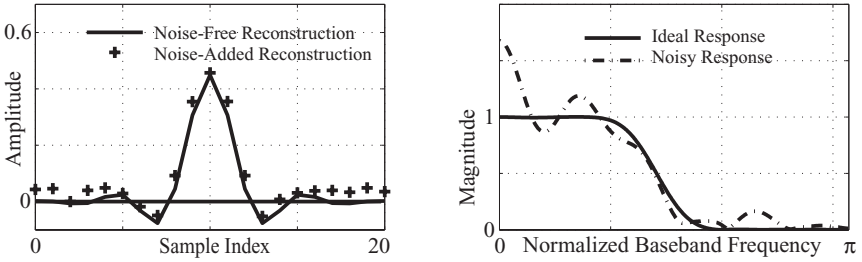 0.6
Noise-Free Reconstruction
Noise-Added Reconstruction
Amplitude
0
0
Sample Index
20
Ideal Response
Noisy Response
1
Magnitude
0
0
Normalized Baseband Frequency
π